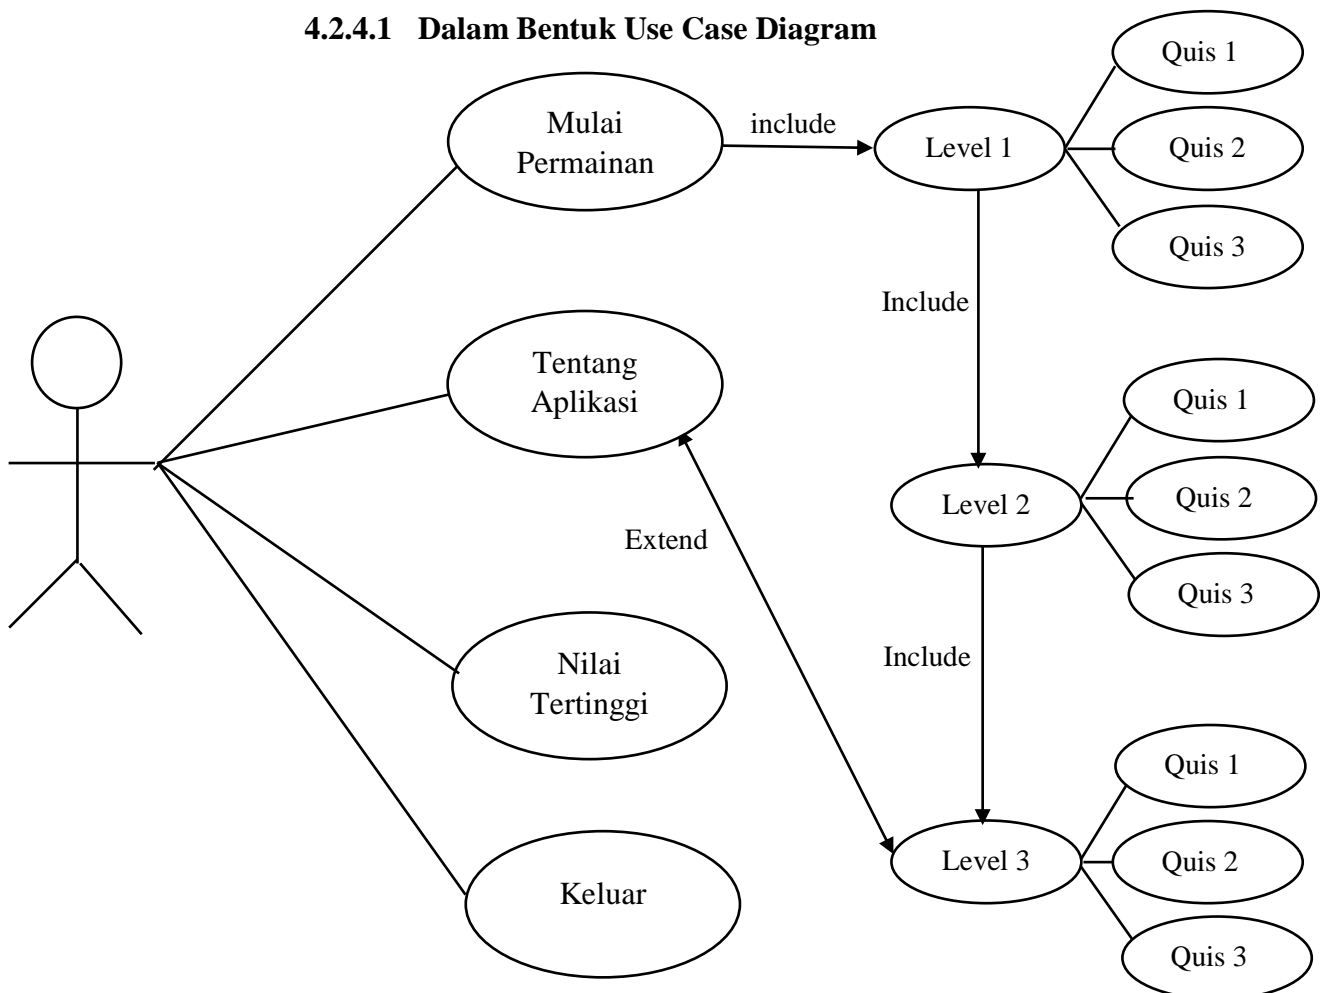 4.2.4.1 Dalam Bentuk Use Case Diagram
Mulai
Permainan
include
Level 1
Quis 1
Quis 2
Quis 3
Include
Tentang
Aplikasi
Extend
Level 2
Quis 1
Quis 2
Quis 3
Include
Nilai
Tertinggi
Level 3
Quis 1
Quis 2
Quis 3
Keluar